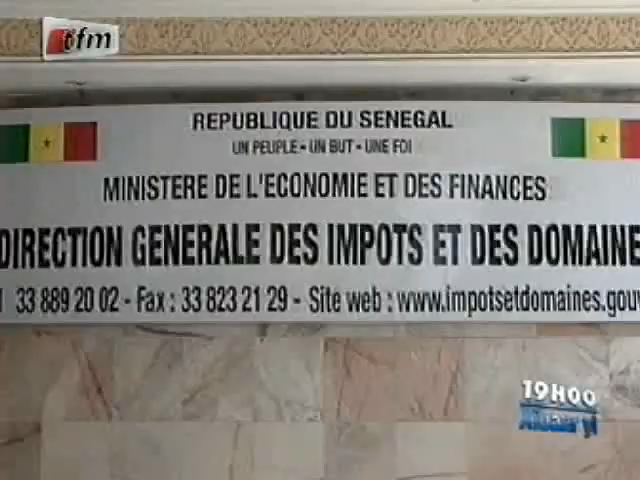 tfm
REPUBLIQUE DU SENEGAL
UN PEUPLE - UN BUT - UNE FOI
MINISTERE DE L'ECONOMIE ET DES FINANCES
DIRECTION GENERALE DES IMPOTS ET DES DOMAINE
33 889 20 02 - Fax : 33 823 21 29 - Site web : www.impotsetdomaines.gouv
19H00